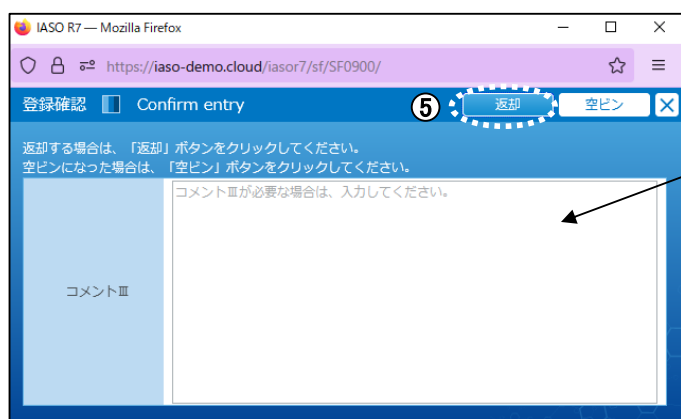 IASO R7 — Mozilla Firefox
https://iaso-demo.cloud/iasor7/sf/SF0900/
登録確認 Confirm entry ⑤ 返却 空ビン
返却する場合は、「返却」ボタンをクリックしてください。
空ビンになった場合は、「空ビン」ボタンをクリックしてください。
コメントⅢが必要な場合は、入力してください。
コメントⅢ